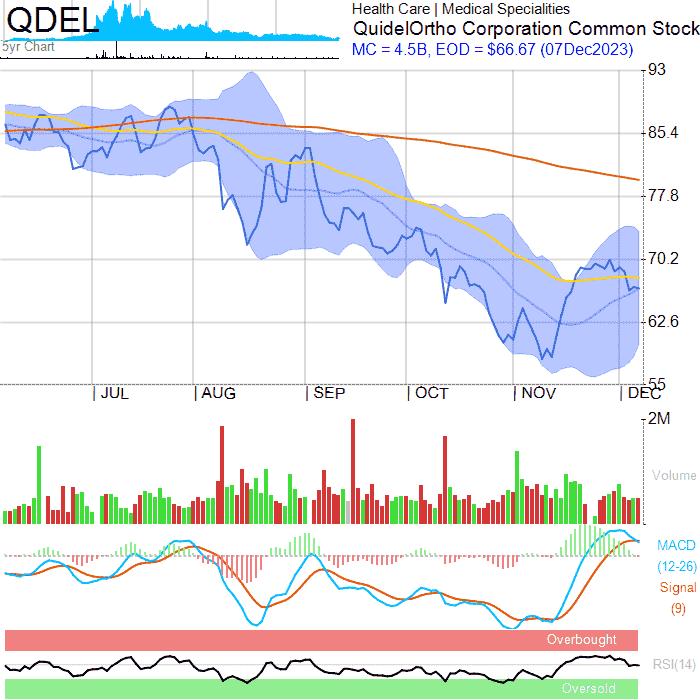 QDEL
5yr Chart
Health Care | Medical Specialities
QuidelOrtho Corporation Common Stock
MC = 4.5B, EOD = $66.67 (07Dec2023)
93
85.4
77.8
70.2
62.6
55
JUL
AUG
SEP
OCT
NOV
DEC
2M
Volume
MACD
(12-26)
Signal
(9)
Overbought
RSI(14)
Oversold